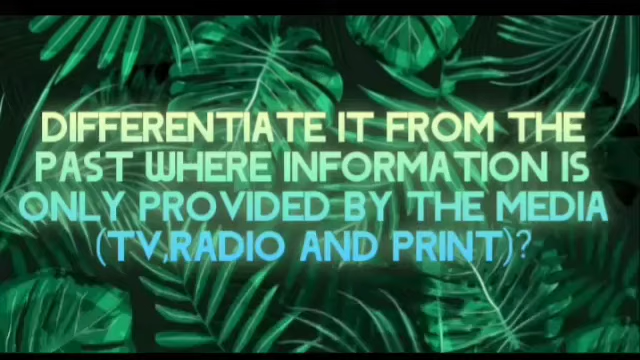 DIFFERENTIATE IT FROM THE
PAST WHERE INFORMATION IS
ONLY PROVIDED BY THE MEDIA
(TV,RADIO AND PRINT)?